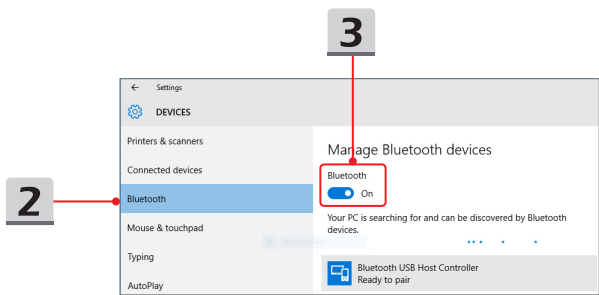 3
← Settings
DEVICES
Printers & scanners
Connected devices
Bluetooth
Mouse & touchpad
Typing
AutoPlay
2
Manage Bluetooth devices
Bluetooth
On
Your PC is searching for and can be discovered by Bluetooth
devices.
Bluetooth USB Host Controller
Ready to pair